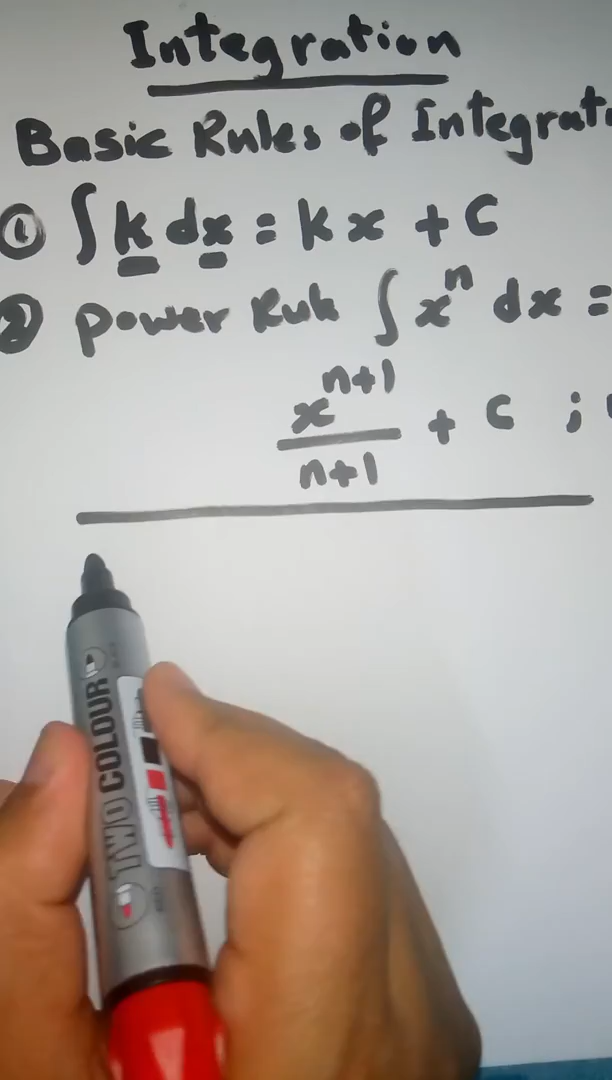 Integration
Basic Rules of Integrat
① ∫ k dx = kx + C
② Power Rule ∫ xⁿ dx =
xⁿ⁺¹ / n+1 + C ;
TWO COLOUR